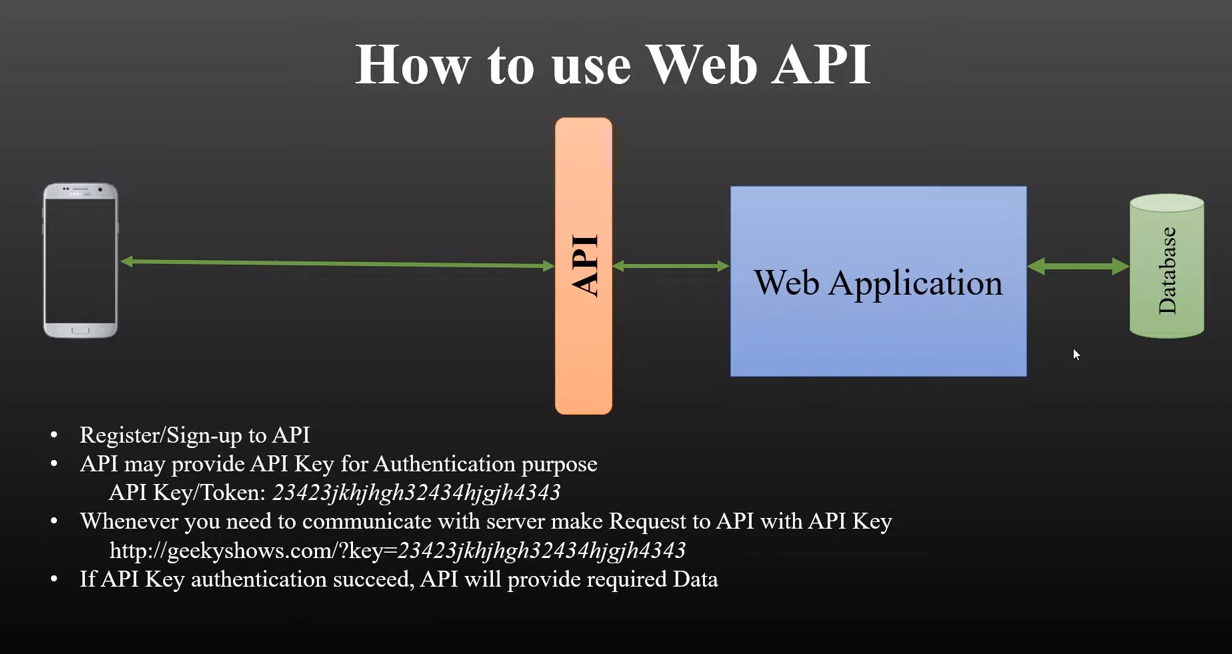 How to use Web API
API
Web Application
Database
• Register/Sign-up to API
• API may provide API Key for Authentication purpose
API Key/Token: 23423jkhjhgh32434hjgjh4343
• Whenever you need to communicate with server make Request to API with API Key
http://geekyshows.com/?key=23423jkhjhgh32434hjgjh4343
• If API Key authentication succeed, API will provide required Data